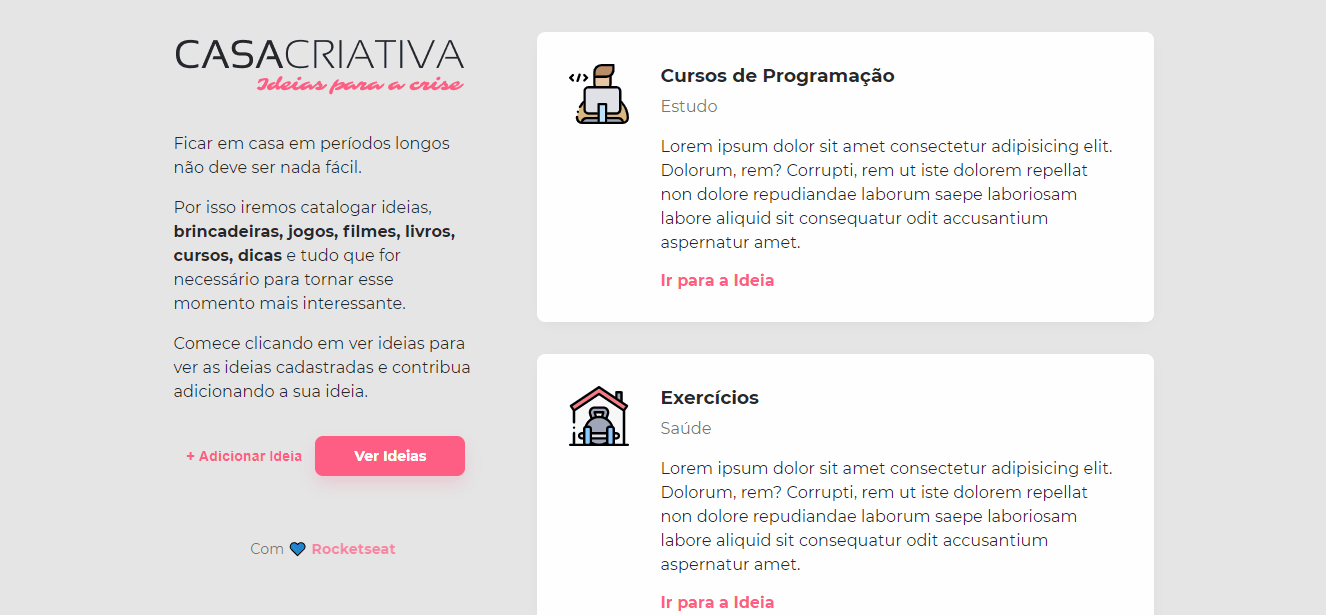 CASACRIATIVA
Ideias para a crise
Ficar em casa em períodos longos
não deve ser nada fácil.
Por isso iremos catalogar ideias,
brincadeiras, jogos, filmes, livros,
cursos, dicas e tudo que for
necessário para tornar esse
momento mais interessante.
Comece clicando em ver ideias para
ver as ideias cadastradas e contribua
adicionando a sua ideia.
+ Adicionar Ideia
Ver Ideias
Com 💙 Rocketseat
</>
Cursos de Programação
Estudo
Lorem ipsum dolor sit amet consectetur adipisicing elit.
Dolorum, rem? Corrupti, rem ut iste dolorem repellat
non dolore repudiandae laborum saepe laboriosam
labore aliquid sit consequatur odit accusantium
aspernatur amet.
Ir para a Ideia
Exercícios
Saúde
Lorem ipsum dolor sit amet consectetur adipisicing elit.
Dolorum, rem? Corrupti, rem ut iste dolorem repellat
non dolore repudiandae laborum saepe laboriosam
labore aliquid sit consequatur odit accusantium
aspernatur amet.
Ir para a Ideia